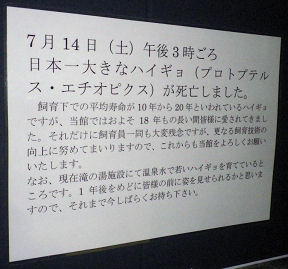 7月14日（土）午後3時ごろ
日本一大きなハイギョ（プロトプテル
ス・エチオピクス）が死亡しました。
飼育下での平均寿命が10年から20年といわれているハイギョ
ですが、当館ではおよそ18年もの長い間皆様に愛されてきまし
た。それだけに飼育員一同も大変残念ですが、更なる飼育技術の
向上に努めてまいりますので、これからも当館をよろしくお願い
いたします。
なお、現在滝の湯施設にて温泉水で若いハイギョを育てていると
ころです。1年後をめどに皆様の前に姿を見せられるかと思いま
すので、それまで今しばらくお待ち下さい。